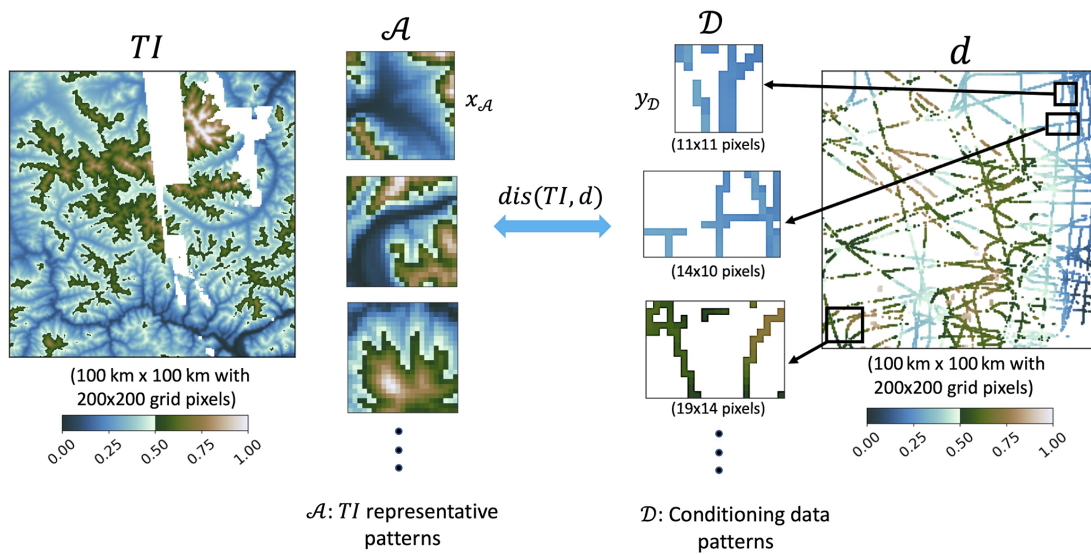 TI
𝒜
𝒟
d
x𝒜
y𝒟
(11x11 pixels)
dis(TI, d)
(14x10 pixels)
(19x14 pixels)
(100 km x 100 km with
200x200 grid pixels)
0.00 0.25 0.50 0.75 1.00
(100 km x 100 km with
200x200 grid pixels)
0.00 0.25 0.50 0.75 1.00
𝒜: TI representative
patterns
𝒟: Conditioning data
patterns